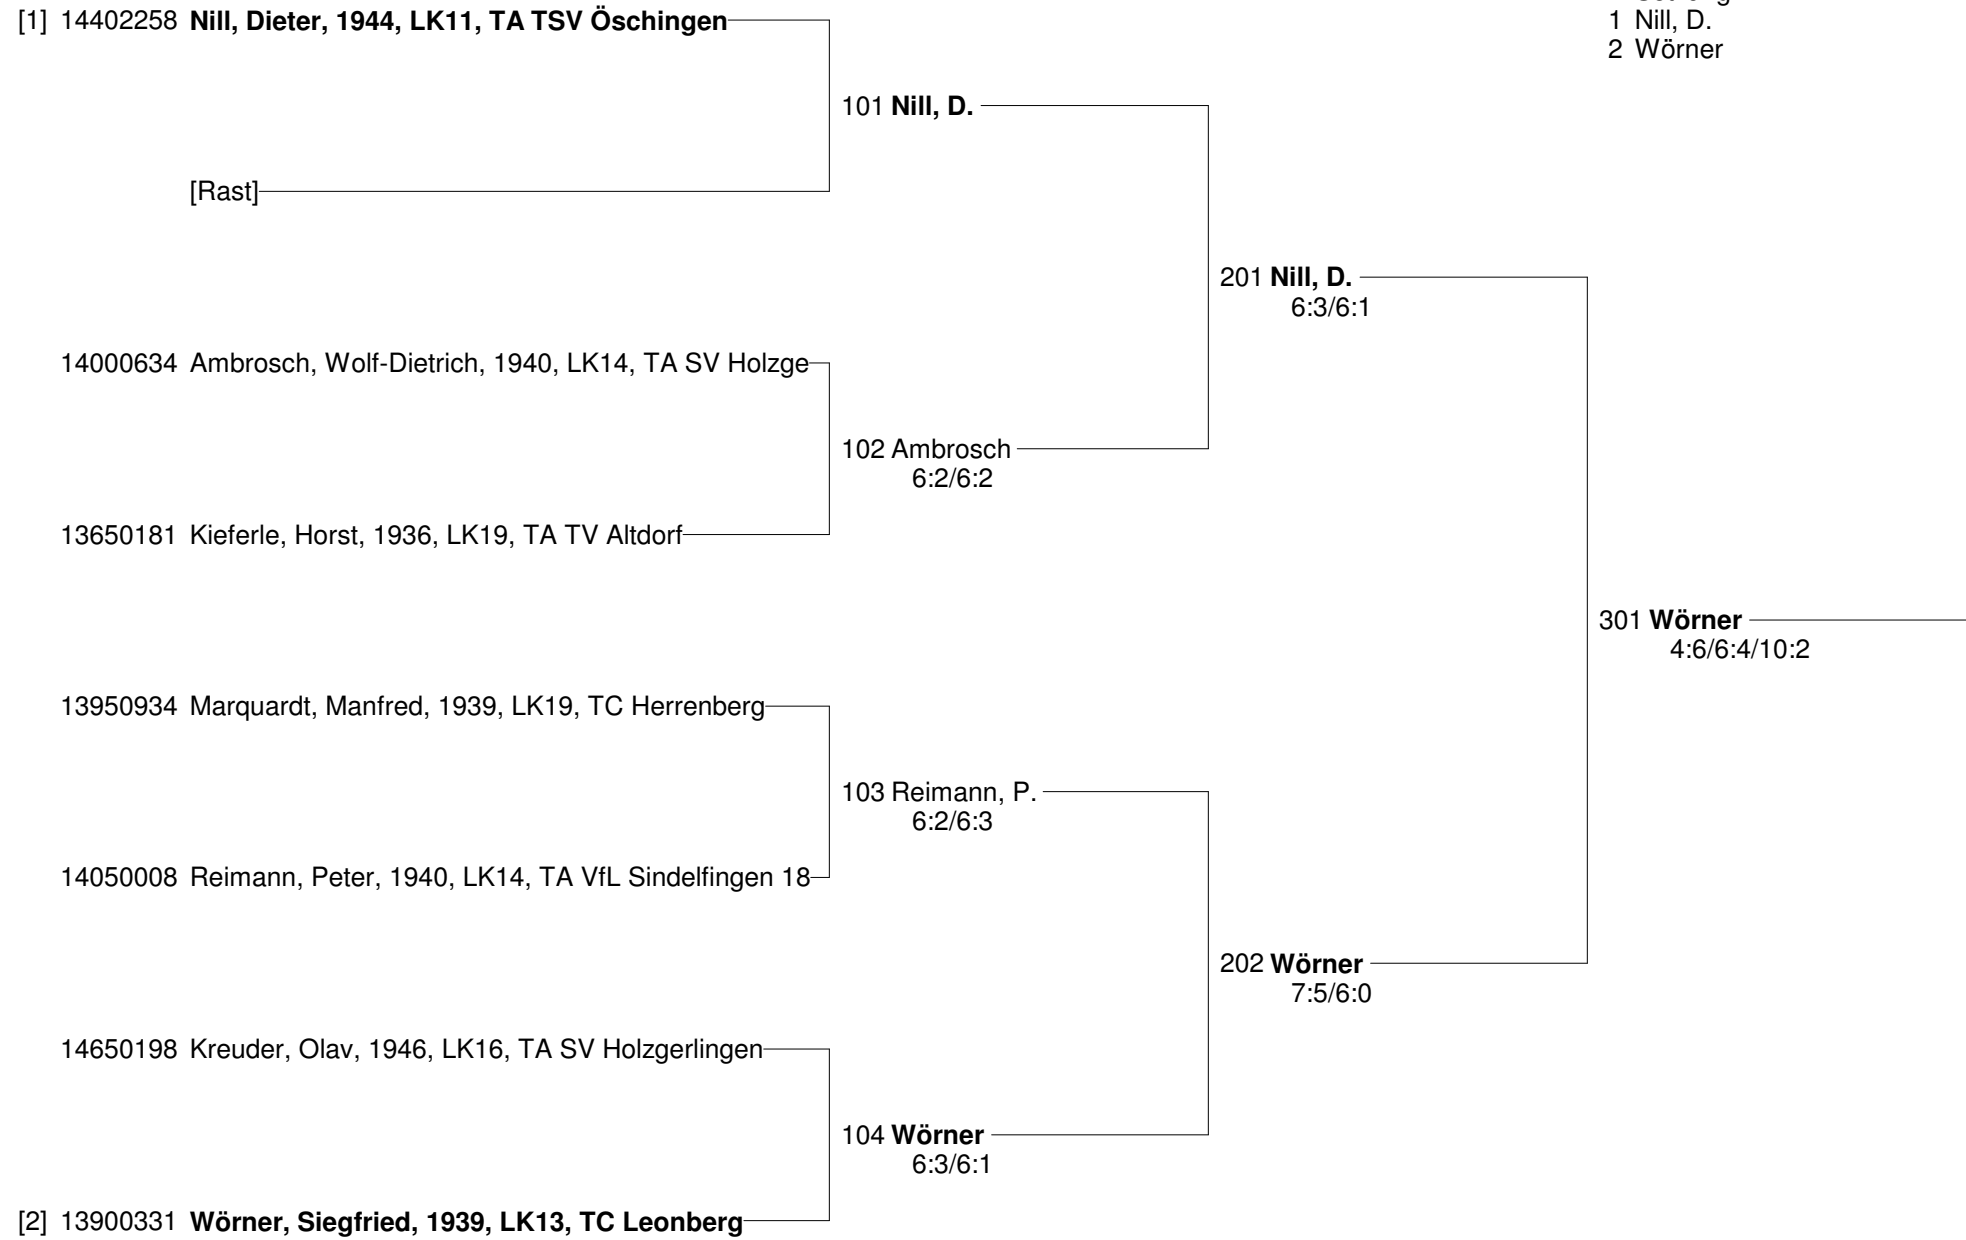 [1] 14402258 Nill, Dieter, 1944, LK11, TA TSV Öschingen
1 Nill, D.
2 Wörner
101 Nill, D.
[Rast]
201 Nill, D.
6:3/6:1
14000634 Ambrosch, Wolf-Dietrich, 1940, LK14, TA SV Holzge
102 Ambrosch
6:2/6:2
13650181 Kieferle, Horst, 1936, LK19, TA TV Altdorf
301 Wörner
4:6/6:4/10:2
13950934 Marquardt, Manfred, 1939, LK19, TC Herrenberg
103 Reimann, P.
6:2/6:3
14050008 Reimann, Peter, 1940, LK14, TA VfL Sindelfingen 18
202 Wörner
7:5/6:0
14650198 Kreuder, Olav, 1946, LK16, TA SV Holzgerlingen
104 Wörner
6:3/6:1
[2] 13900331 Wörner, Siegfried, 1939, LK13, TC Leonberg